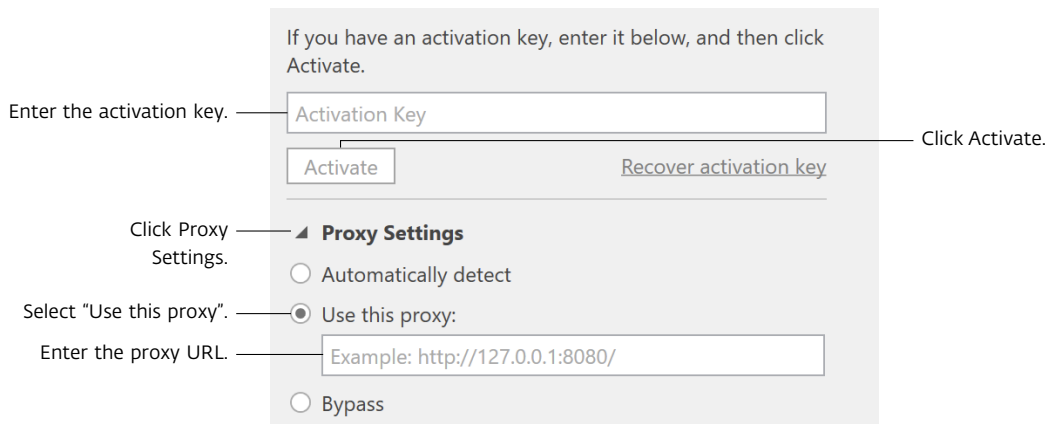 If you have an activation key, enter it below, and then click
Activate.
Enter the activation key.
Activation Key
Click Activate.
Activate
Recover activation key
Click Proxy
Settings.
Proxy Settings
Automatically detect
Select “Use this proxy”.
Use this proxy:
Enter the proxy URL.
Example: http://127.0.0.1:8080/
Bypass